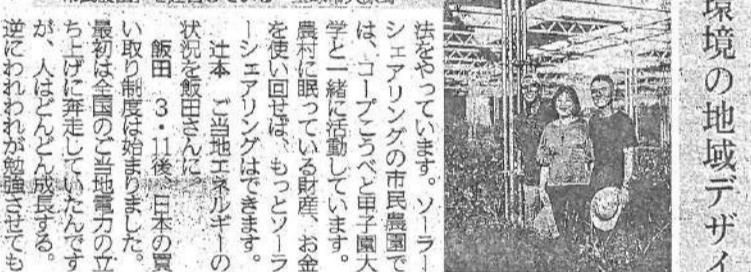 環境の地域デザイ
法をやっています。ソーラー
シェアリングの市民農園で
は、コープこうべと甲子園大
学と一緒に活動しています。
農村に眠っている財産、お金
を使い回せば、もっとソーラ
ーシェアリングはできます。
辻本　ご当地エネルギーの
状況を飯田さんに。
飯田　3・11後、日本の買
い取り制度は始まりました。
最初は全国のご当地電力の立
ち上げに奔走していたんです
が、人はどんどん成長する。
逆にわれわれが勉強させても